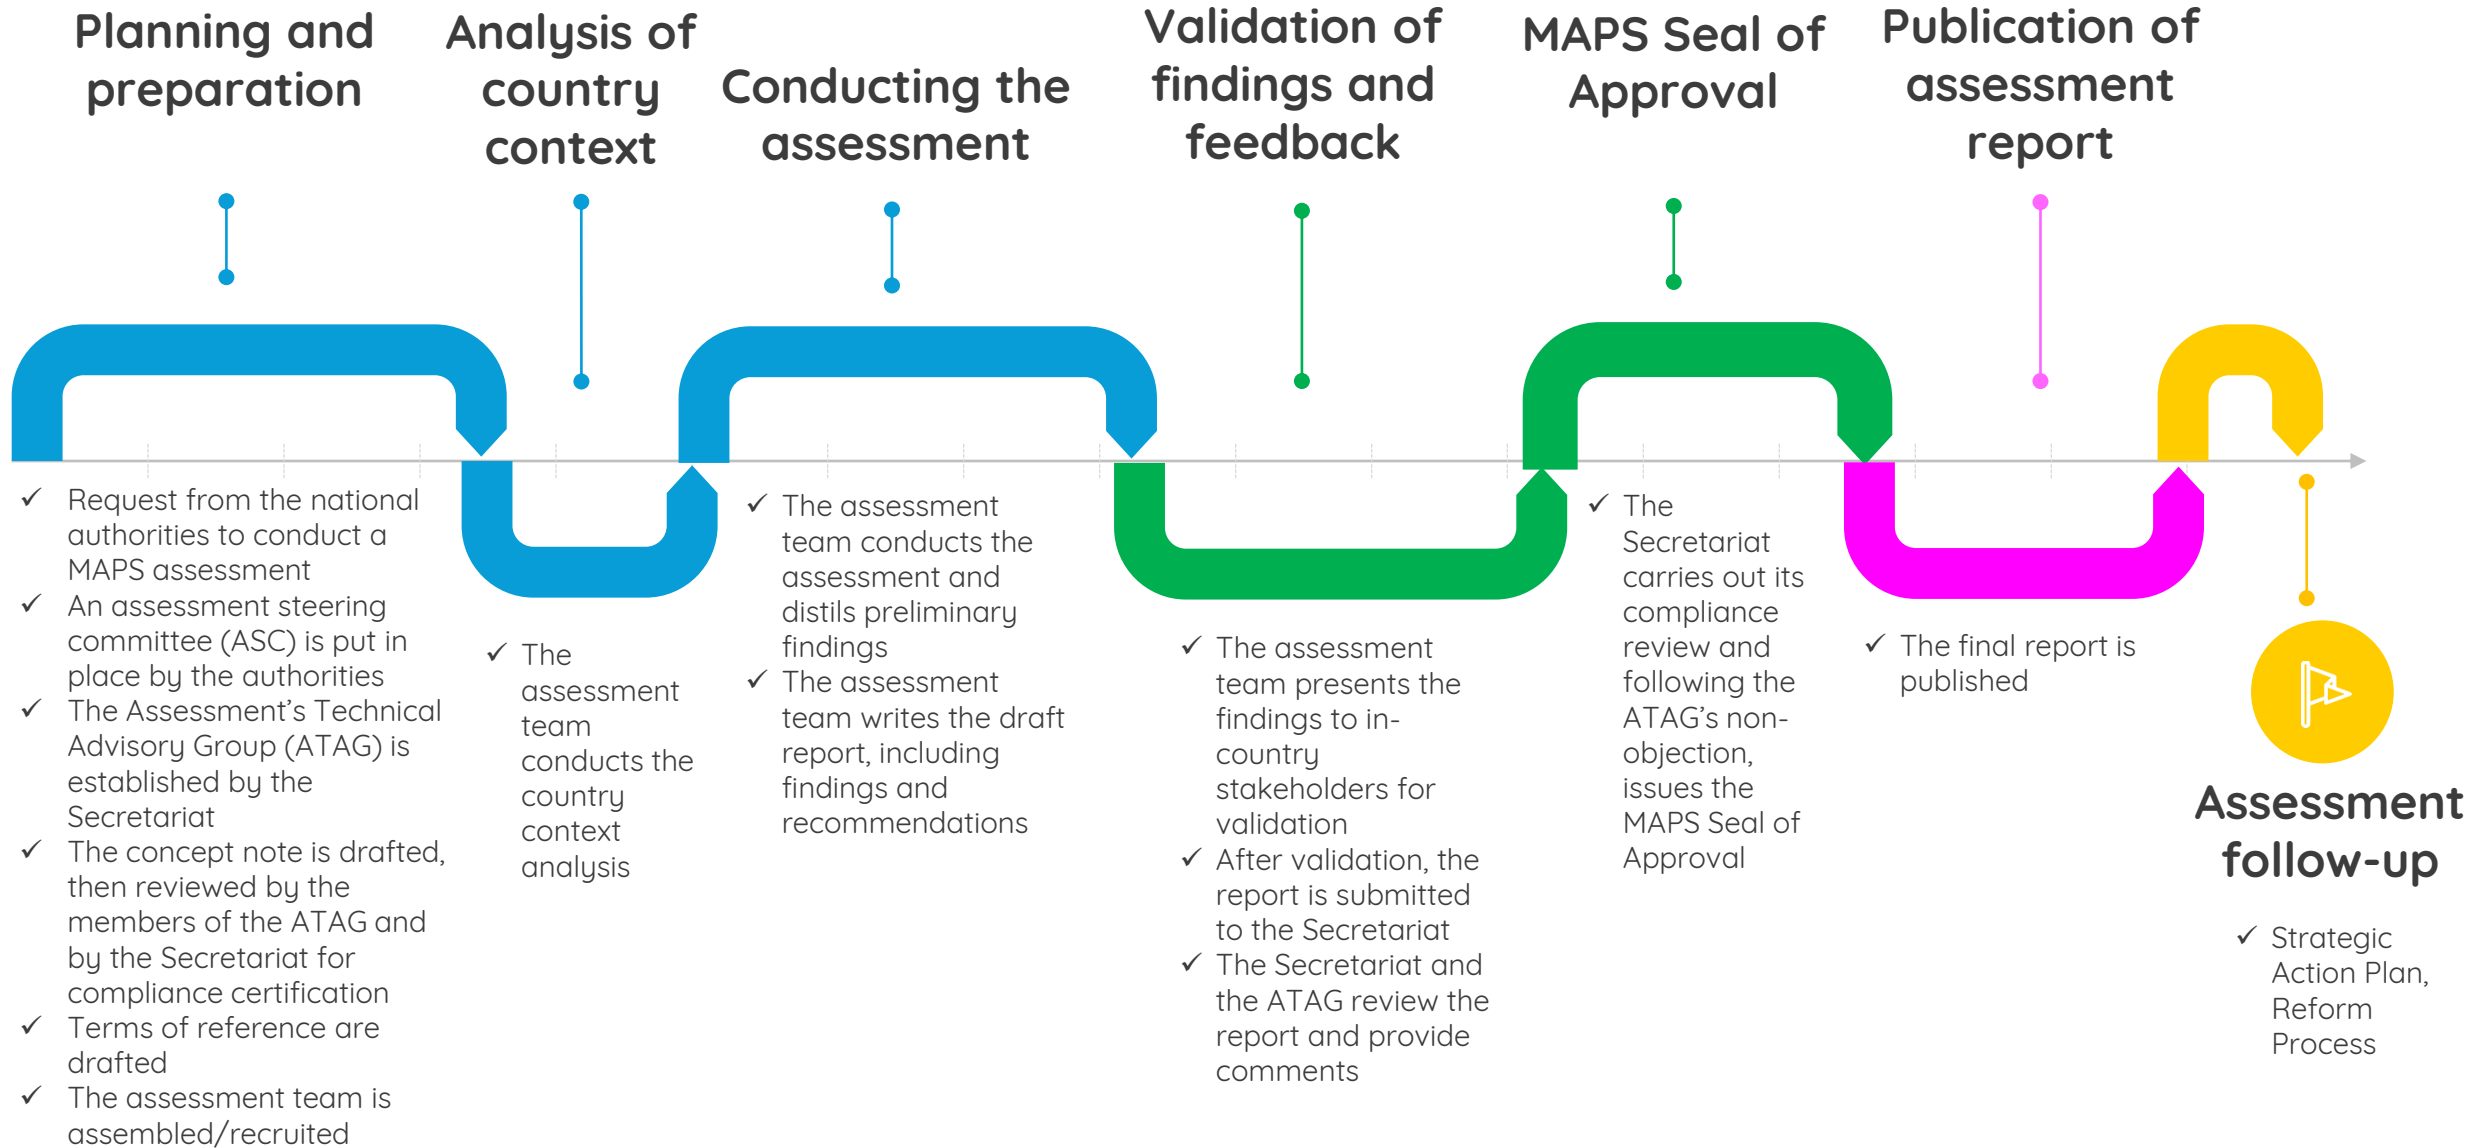 Planning and
preparation
Analysis of
country
context
Conducting the
assessment
Validation of
findings and
feedback
MAPS Seal of
Approval
Publication of
assessment
report
✓ Request from the national
authorities to conduct a
MAPS assessment
✓ An assessment steering
committee (ASC) is put in
place by the authorities
✓ The Assessment’s Technical
Advisory Group (ATAG) is
established by the
Secretariat
✓ The concept note is drafted,
then reviewed by the
members of the ATAG and
by the Secretariat for
compliance certification
✓ Terms of reference are
drafted
✓ The assessment team is
assembled/recruited
✓ The
assessment
team
conducts the
country
context
analysis
✓ The assessment
team conducts the
assessment and
distils preliminary
findings
✓ The assessment
team writes the draft
report, including
findings and
recommendations
✓ The assessment
team presents the
findings to in-
country
stakeholders for
validation
✓ After validation, the
report is submitted
to the Secretariat
✓ The Secretariat and
the ATAG review the
report and provide
comments
✓ The
Secretariat
carries out its
compliance
review and
following the
ATAG’s non-
objection,
issues the
MAPS Seal of
Approval
✓ The final report is
published
Assessment
follow-up
✓ Strategic
Action Plan,
Reform
Process